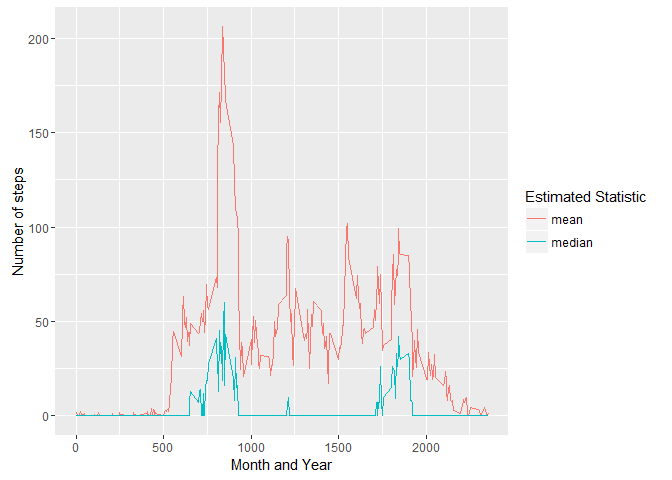 200
150
100
50
0
Number of steps
0 500 1000 1500 2000
Month and Year
Estimated Statistic
mean
median